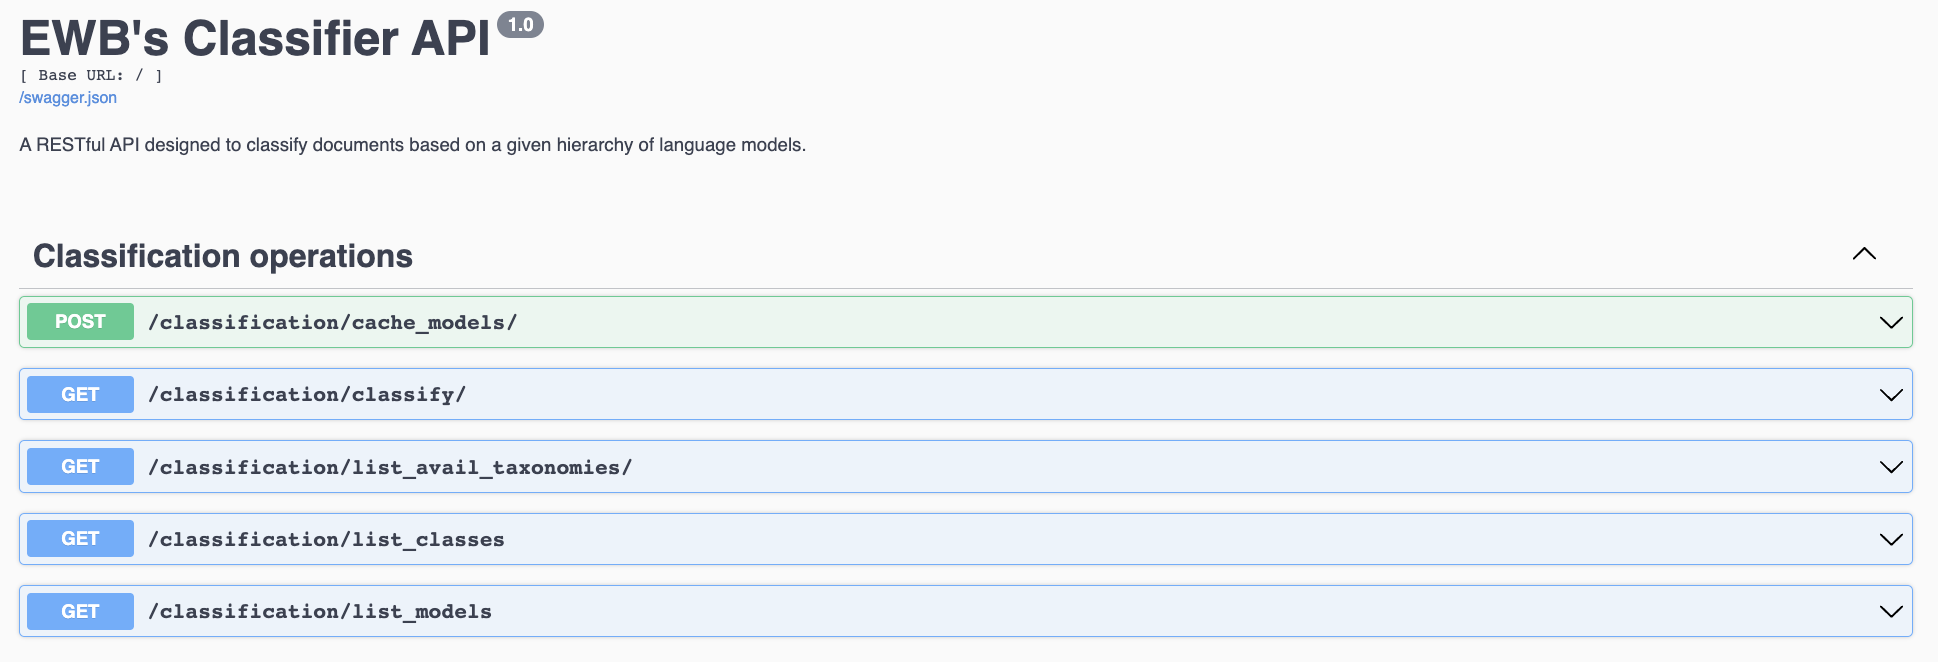 EWB's Classifier API 1.0
[ Base URL: / ]
/swagger.json
A RESTful API designed to classify documents based on a given hierarchy of language models.
Classification operations
POST /classification/cache_models/
GET /classification/classify/
GET /classification/list_avail_taxonomies/
GET /classification/list_classes
GET /classification/list_models